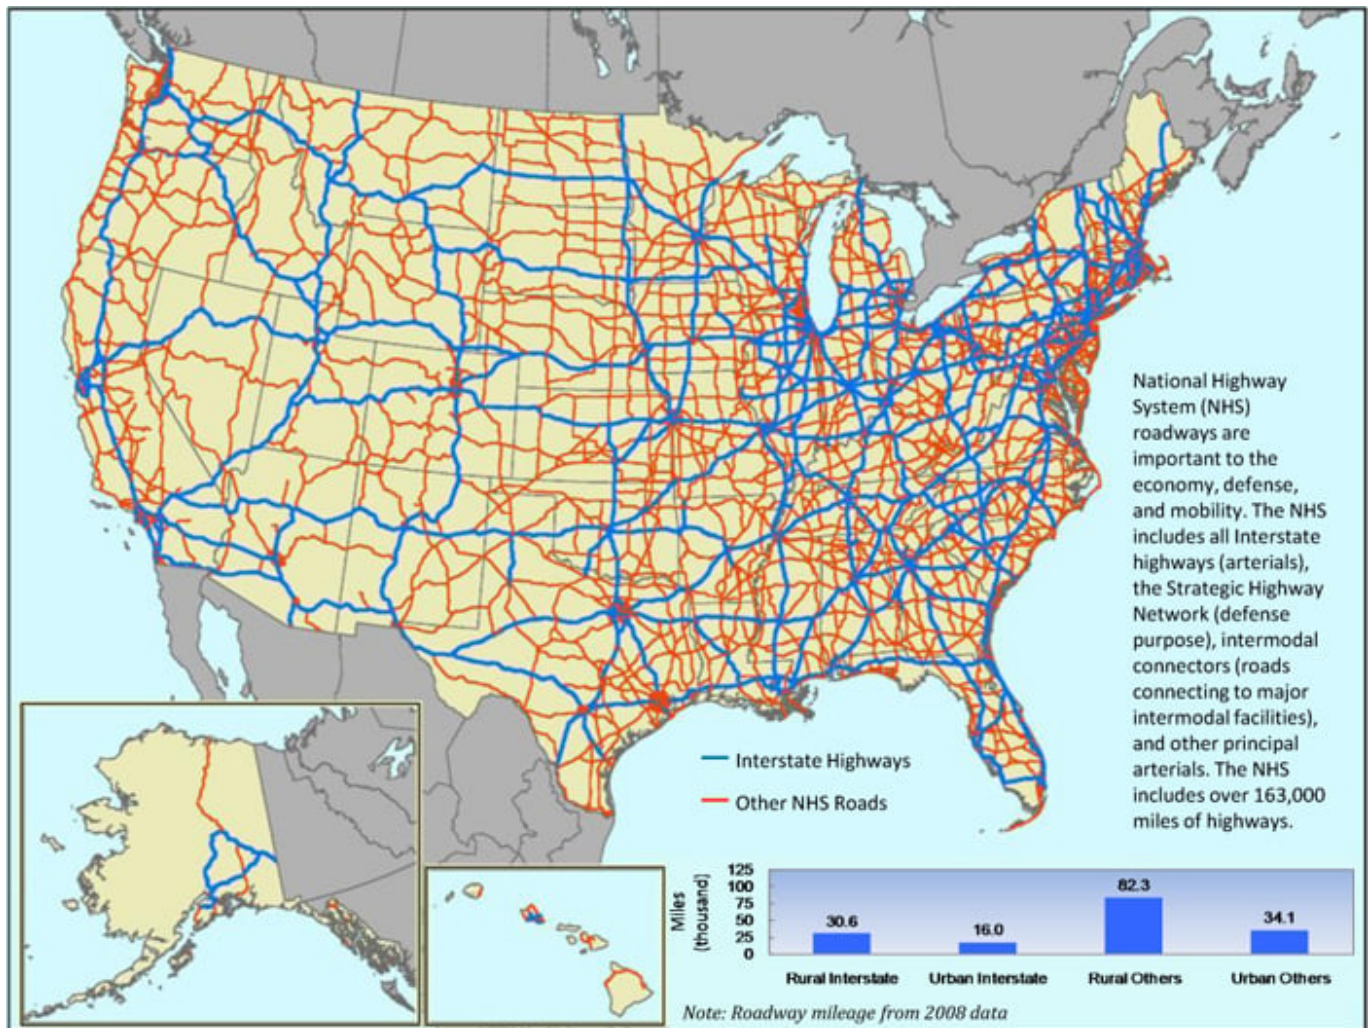 National Highway
System (NHS)
roadways are
important to the
economy, defense,
and mobility. The NHS
includes all Interstate
highways (arterials),
the Strategic Highway
Network (defense
purpose), intermodal
connectors (roads
connecting to major
intermodal facilities),
and other principal
arterials. The NHS
includes over 163,000
miles of highways.
Interstate Highways
Other NHS Roads
Miles
(thousand)
125
100
75
50
25
0
30.6
16.0
82.3
34.1
Rural Interstate
Urban Interstate
Rural Others
Urban Others
Note: Roadway mileage from 2008 data